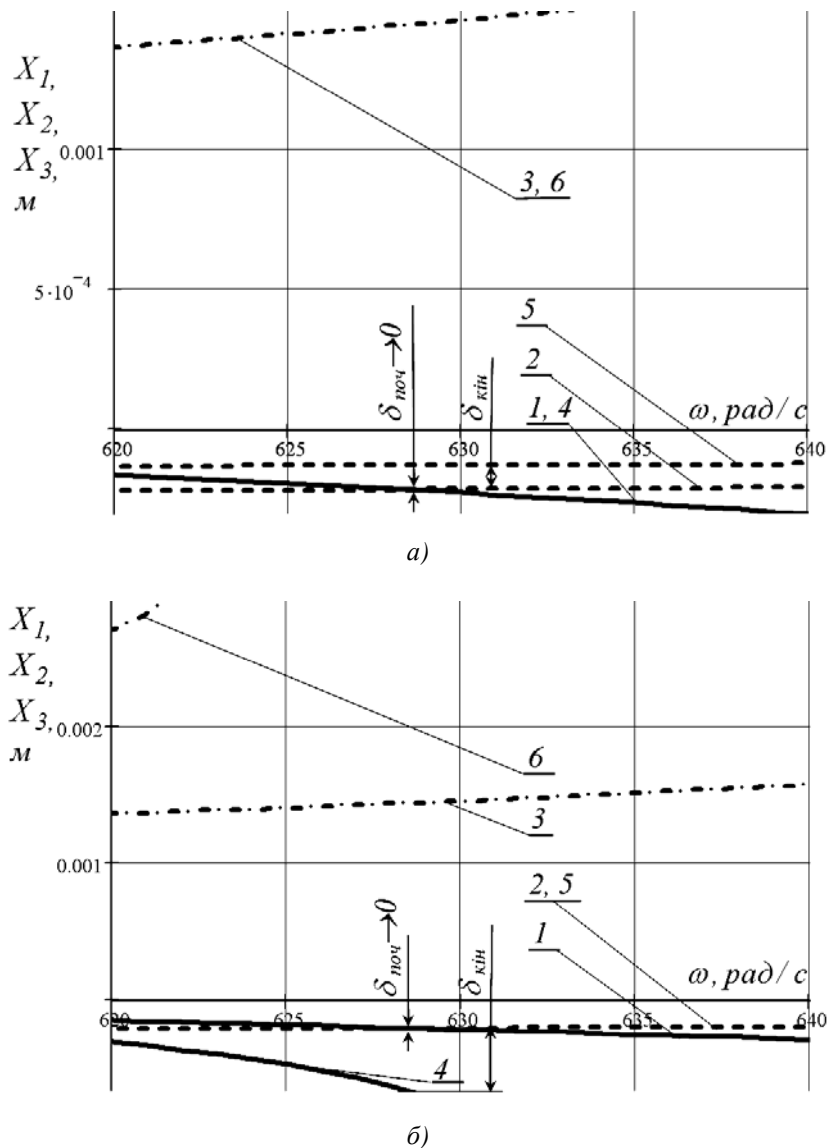 X1,
X2,
X3,
м
0.001
5·10⁻⁴
3, 6
δпоч→0
δкін
5
2
1, 4
ω, рад/с
620
625
630
635
640
а)
X1,
X2,
X3,
м
0.002
0.001
6
3
2, 5
1
δпоч→0
δкін
ω, рад/с
620
625
630
635
640
4
б)